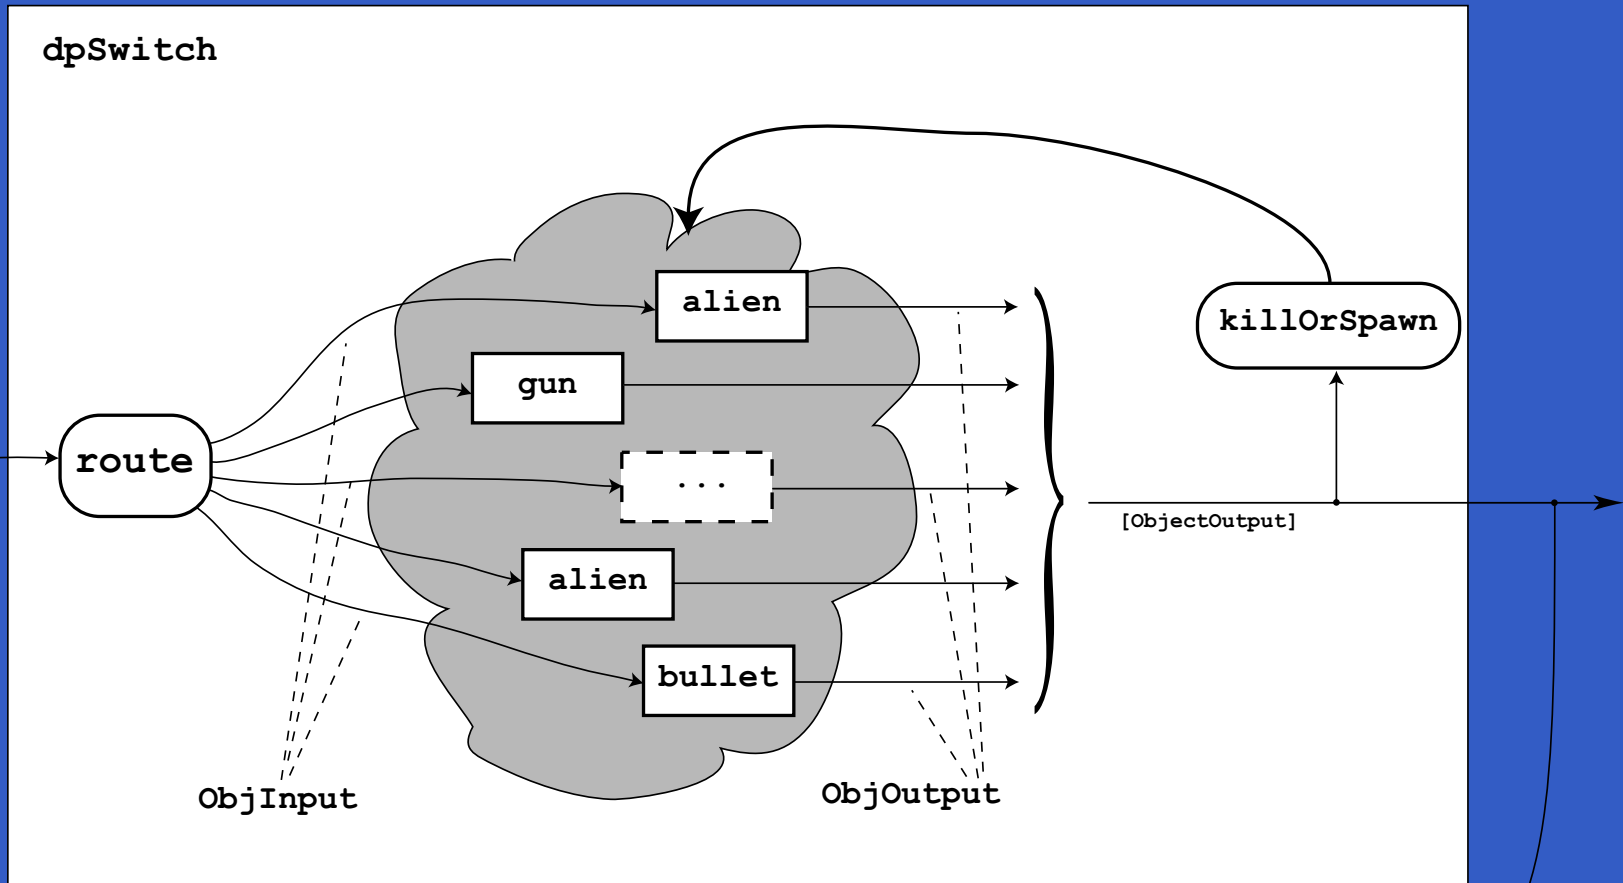 dpSwitch
alien
killOrSpawn
gun
route
...
[ObjectOutput]
alien
bullet
ObjInput
ObjOutput